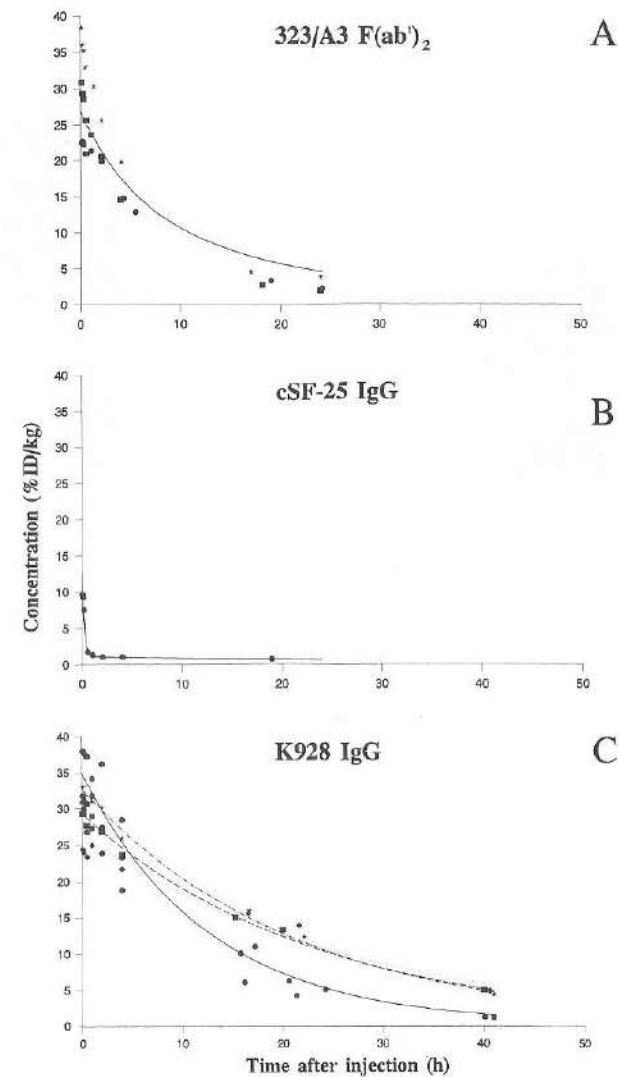 323/A3 F(ab')₂
A
40
35
30
25
20
15
10
5
0
0 10 20 30 40 50
cSF-25 IgG
B
Concentration (% ID/kg)
40
35
30
25
20
15
10
5
0
0 10 20 30 40 50
K928 IgG
C
40
35
30
25
20
15
10
5
0
0 10 20 30 40 50
Time after injection (h)